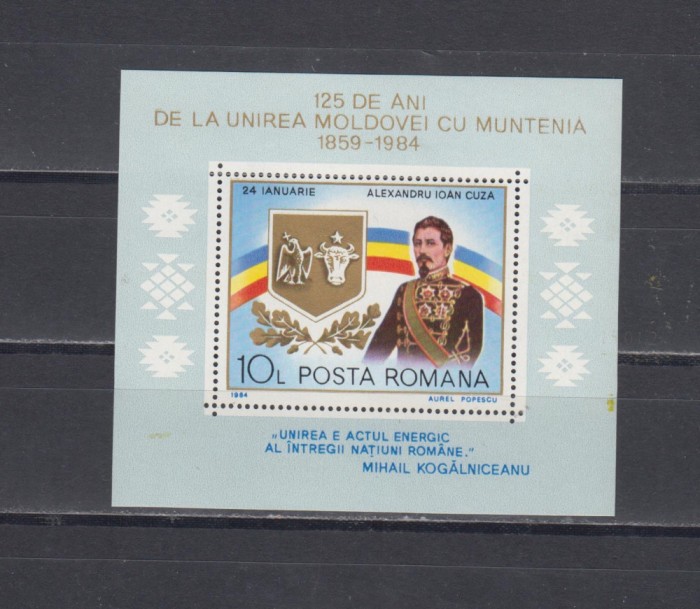 125 DE ANI
DE LA UNIREA MOLDOVEI CU MUNTENIA
1859-1984
24 IANUARIE ALEXANDRU IOAN CUZA
10L POSTA ROMANA
1984 AUREL POPESCU
„UNIREA E ACTUL ENERGIC
AL ÎNTREGII NAȚIUNI ROMÂNE."
MIHAIL KOGĂLNICEANU